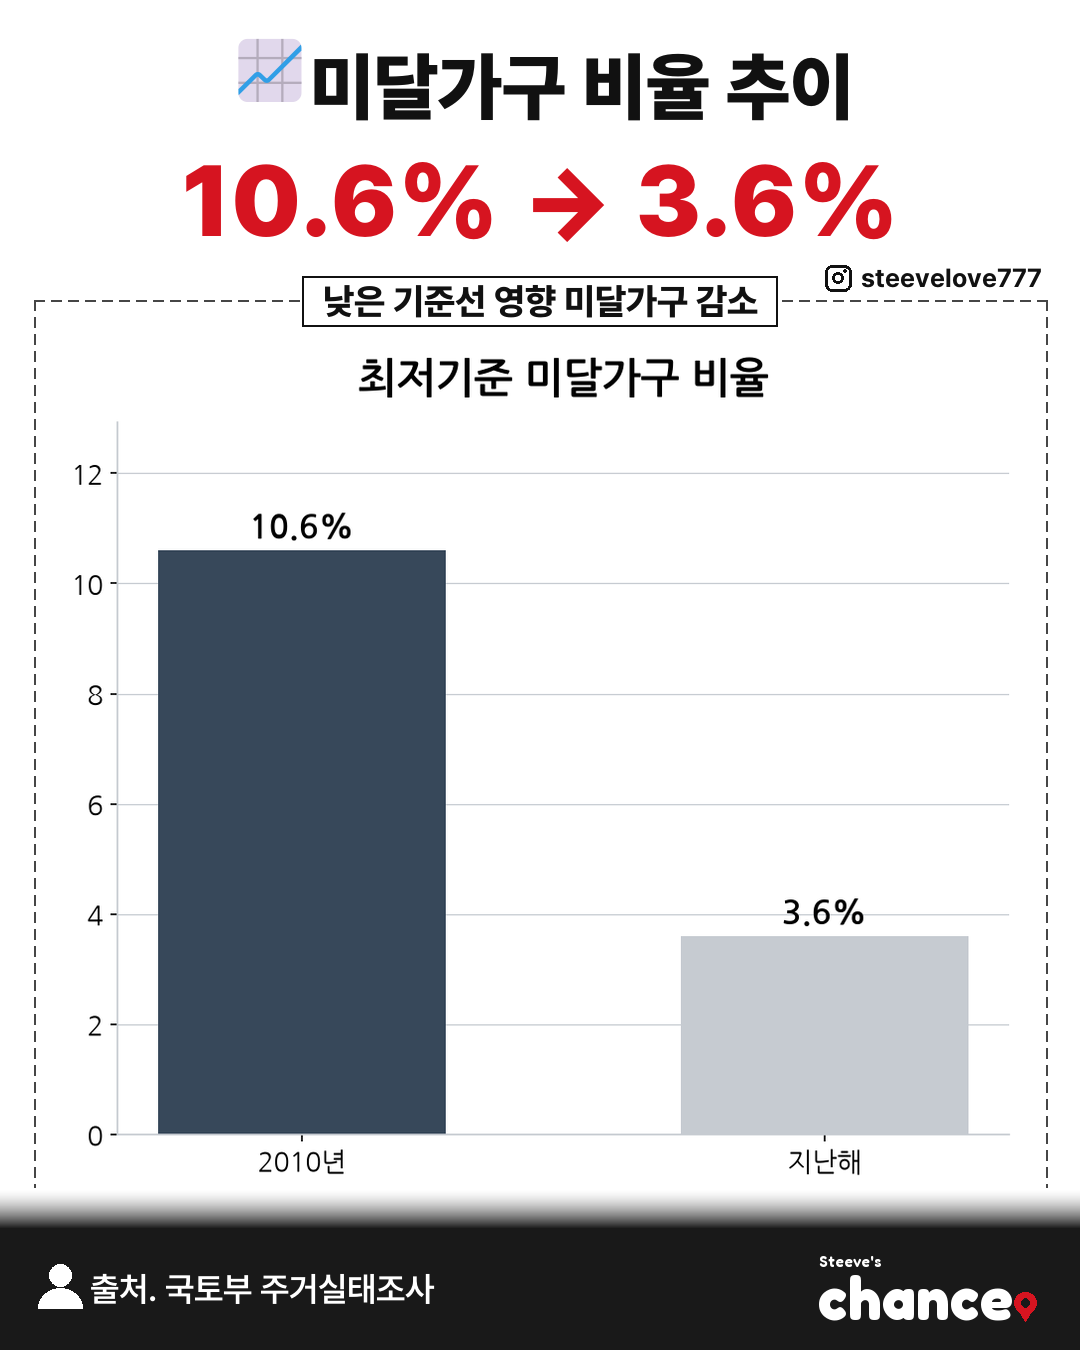 미달가구 비율 추이
10.6% → 3.6%
steevelove777
낮은 기준선 영향 미달가구 감소
최저기준 미달가구 비율
12
10.6%
10
8
6
4
3.6%
2
0
2010년 지난해
출처. 국토부 주거실태조사
Steeve's
chance